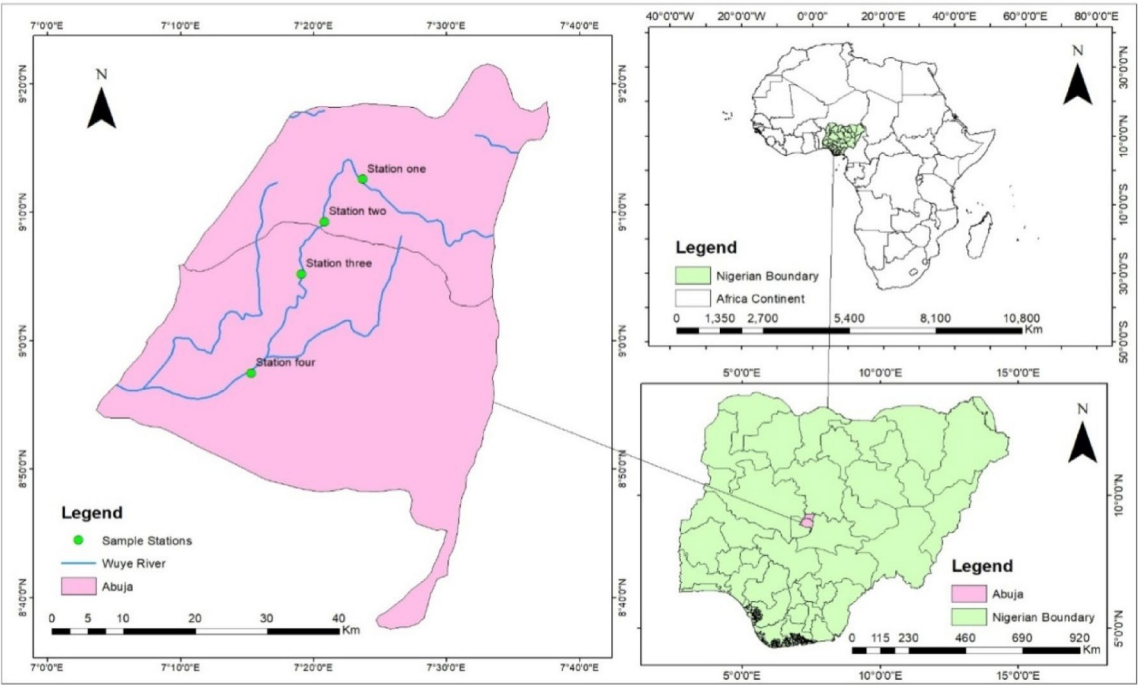 7°0'0"E 7°10'0"E 7°20'0"E 7°30'0"E 7°40'0"E
9°20'0"N
9°10'0"N
9°0'0"N
8°50'0"N
8°40'0"N
N
Station one
Station two
Station three
Station four
Legend
Sample Stations
Wuye River
Abuja
0 5 10 20 30 40
Km
9°20'0"N
9°10'0"N
9°0'0"N
8°50'0"N
8°40'0"N
7°0'0"E 7°10'0"E 7°20'0"E 7°30'0"E 7°40'0"E
40°0'0"W 20°0'0"W 0°0'0" 20°0'0"E 40°0'0"E 60°0'0"E 80°0'0"E
N
30°0'0"N
10°0'0"N
10°0'0"S
30°0'0"S
50°0'0"S
Legend
Nigerian Boundary
Africa Continent
0 1,350 2,700 5,400 8,100 10,800
Km
5°0'0"E 10°0'0"E 15°0'0"E
N
10°0'0"N
5°0'0"N
Legend
Abuja
Nigerian Boundary
0 115 230 460 690 920
Km
5°0'0"E 10°0'0"E 15°0'0"E